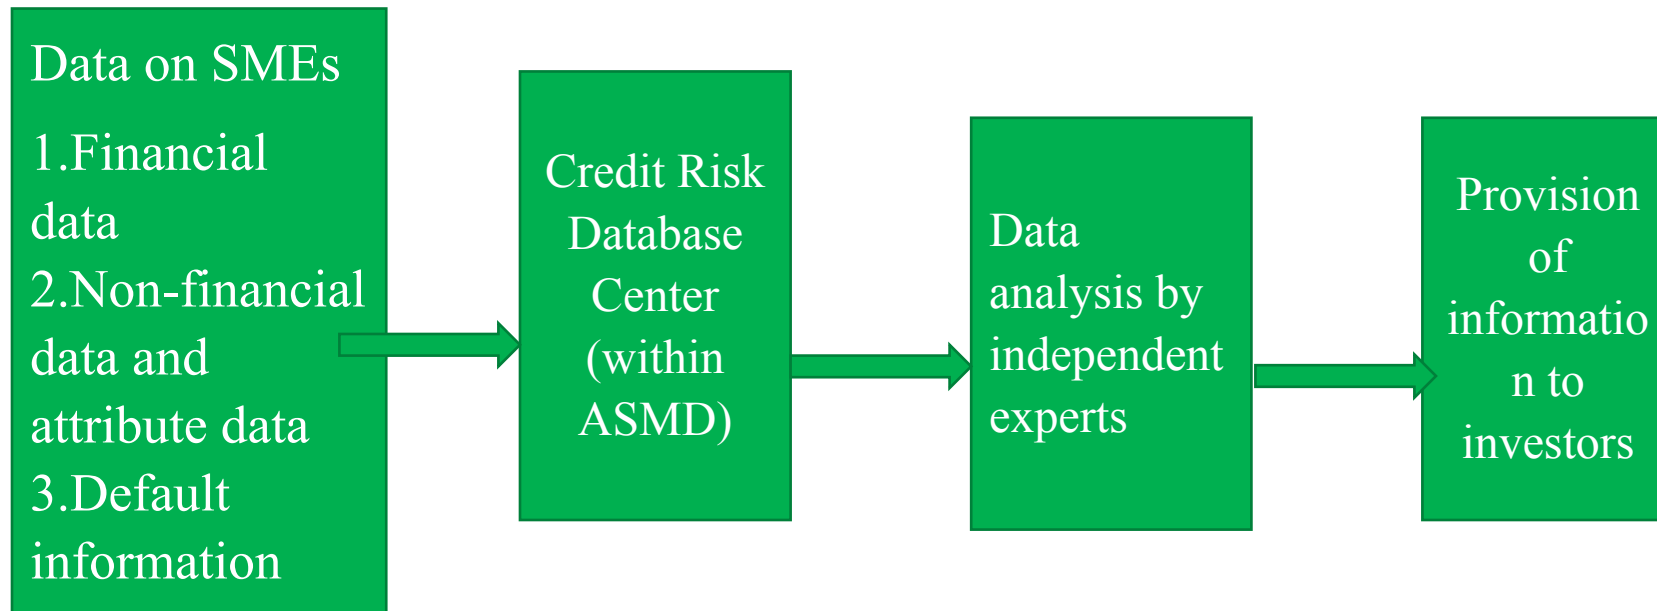 Data on SMEs
1.Financial
data
2.Non-financial
data and
attribute data
3.Default
information
Credit Risk
Database
Center
(within
ASMD)
Data
analysis by
independent
experts
Provision
of
informatio
n to
investors